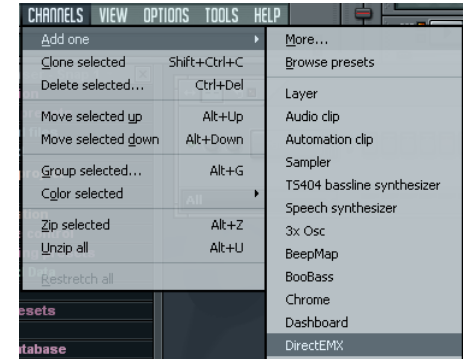 CHANNELS VIEW OPTIONS TOOLS HELP
Add one
Clone selected Shift+Ctrl+C
Delete selected... Ctrl+Del
Move selected up Alt+Up
Move selected down Alt+Down
Group selected... Alt+G
Color selected
Zip selected Alt+Z
Unzip all Alt+U
Restretch all
esets
tabase
More...
Browse presets
Layer
Audio clip
Automation clip
Sampler
TS404 bassline synthesizer
Speech synthesizer
3x Osc
BeepMap
BooBass
Chrome
Dashboard
DirectEMX